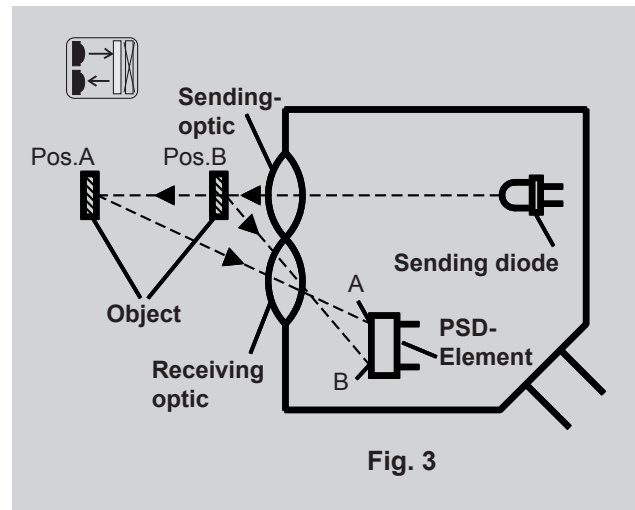 Sending-
optic
Pos.A
Pos.B
Sending diode
Object
A
PSD-
Element
B
Receiving
optic
Fig. 3